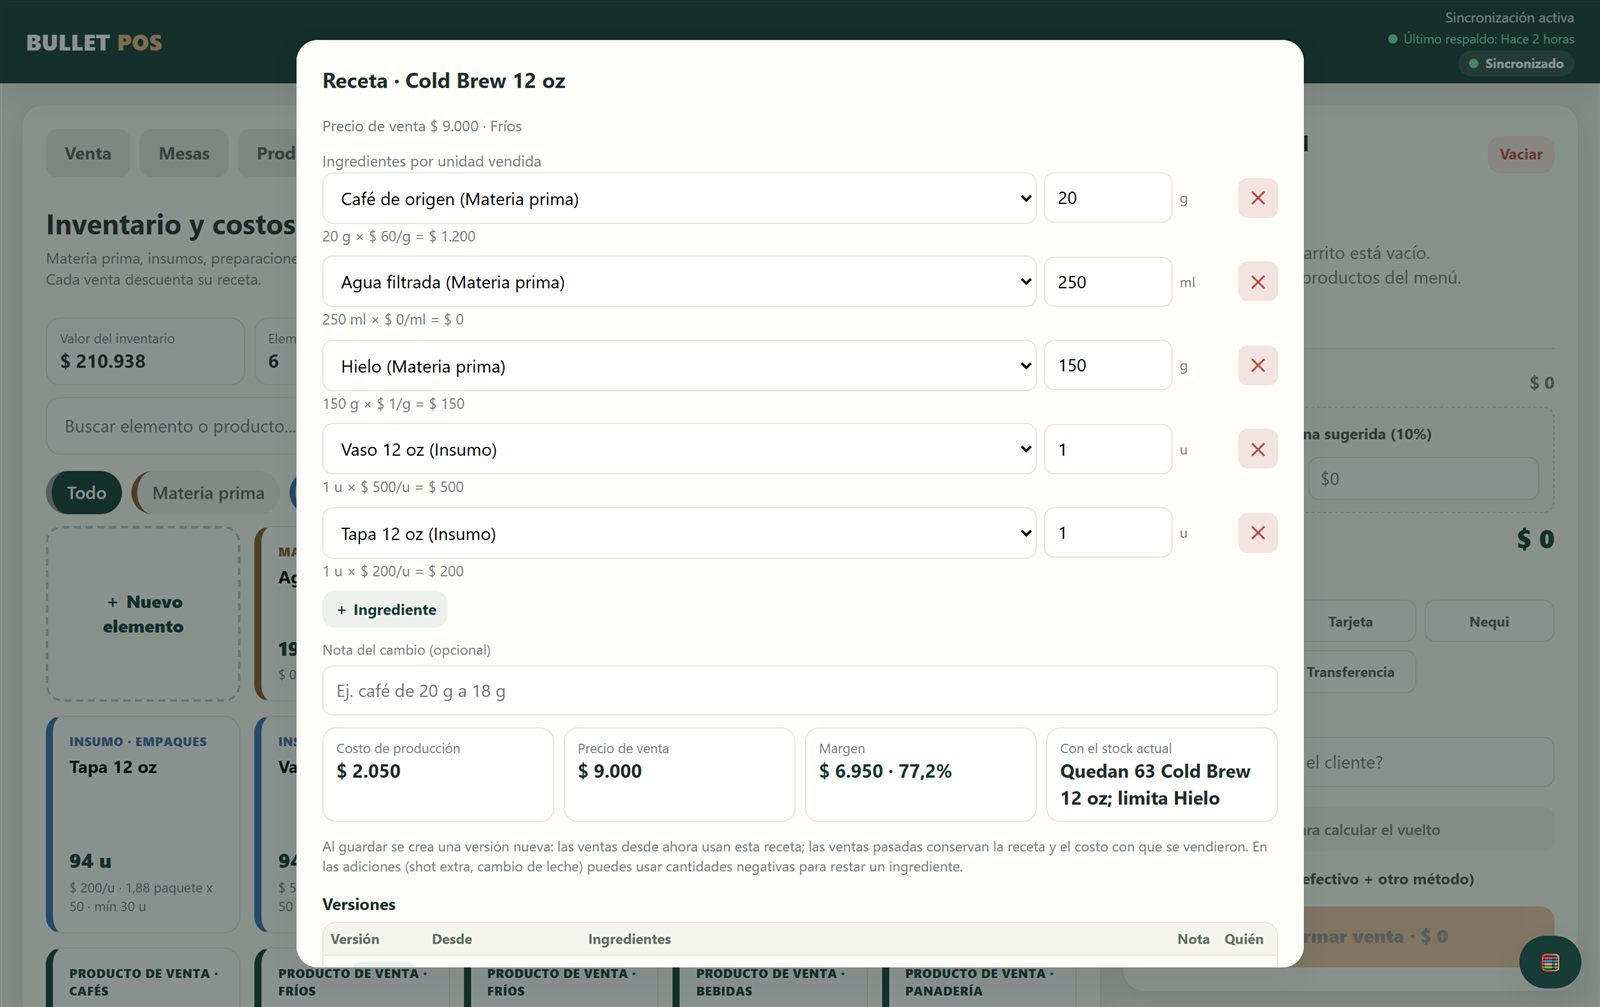 BULLET POS
Sincronización activa
Último respaldo: Hace 2 horas
Sincronizado
Venta
Mesas
Prod
Inventario y costos
Materia prima, insumos, preparacione
Cada venta descuenta su receta.
Valor del inventario
$ 210.938
Elem
6
Buscar elemento o producto...
Todo
Materia prima
+ Nuevo
elemento
MA
Ag
19
$ 0
INSUMO · EMPAQUES
Tapa 12 oz
94 u
$ 200/u · 1,88 paquete x
50 · mín 30 u
INS
Va
94
$ 5
50
PRODUCTO DE VENTA ·
CAFÉS
PRODUCTO DE VENTA ·
FRÍOS
PRODUCTO DE VENTA ·
FRÍOS
PRODUCTO DE VENTA ·
BEBIDAS
PRODUCTO DE VENTA ·
PANADERÍA
Receta · Cold Brew 12 oz
Precio de venta $ 9.000 · Fríos
Ingredientes por unidad vendida
Café de origen (Materia prima)
20
g
20 g × $ 60/g = $ 1.200
Agua filtrada (Materia prima)
250
ml
250 ml × $ 0/ml = $ 0
Hielo (Materia prima)
150
g
150 g × $ 1/g = $ 150
Vaso 12 oz (Insumo)
1
u
1 u × $ 500/u = $ 500
Tapa 12 oz (Insumo)
1
u
1 u × $ 200/u = $ 200
+ Ingrediente
Nota del cambio (opcional)
Ej. café de 20 g a 18 g
Costo de producción
$ 2.050
Precio de venta
$ 9.000
Margen
$ 6.950 · 77,2%
Con el stock actual
Quedan 63 Cold Brew
12 oz; limita Hielo
Al guardar se crea una versión nueva: las ventas desde ahora usan esta receta; las ventas pasadas conservan la receta y el costo con que se vendieron. En
las adiciones (shot extra, cambio de leche) puedes usar cantidades negativas para restar un ingrediente.
Versiones
Versión
Desde
Ingredientes
Nota
Quién
l
Vaciar
arrito está vacío.
productos del menú.
$ 0
na sugerida (10%)
$0
$ 0
Tarjeta
Nequi
Transferencia
el cliente?
ra calcular el vuelto
efectivo + otro método)
rmar venta · $ 0